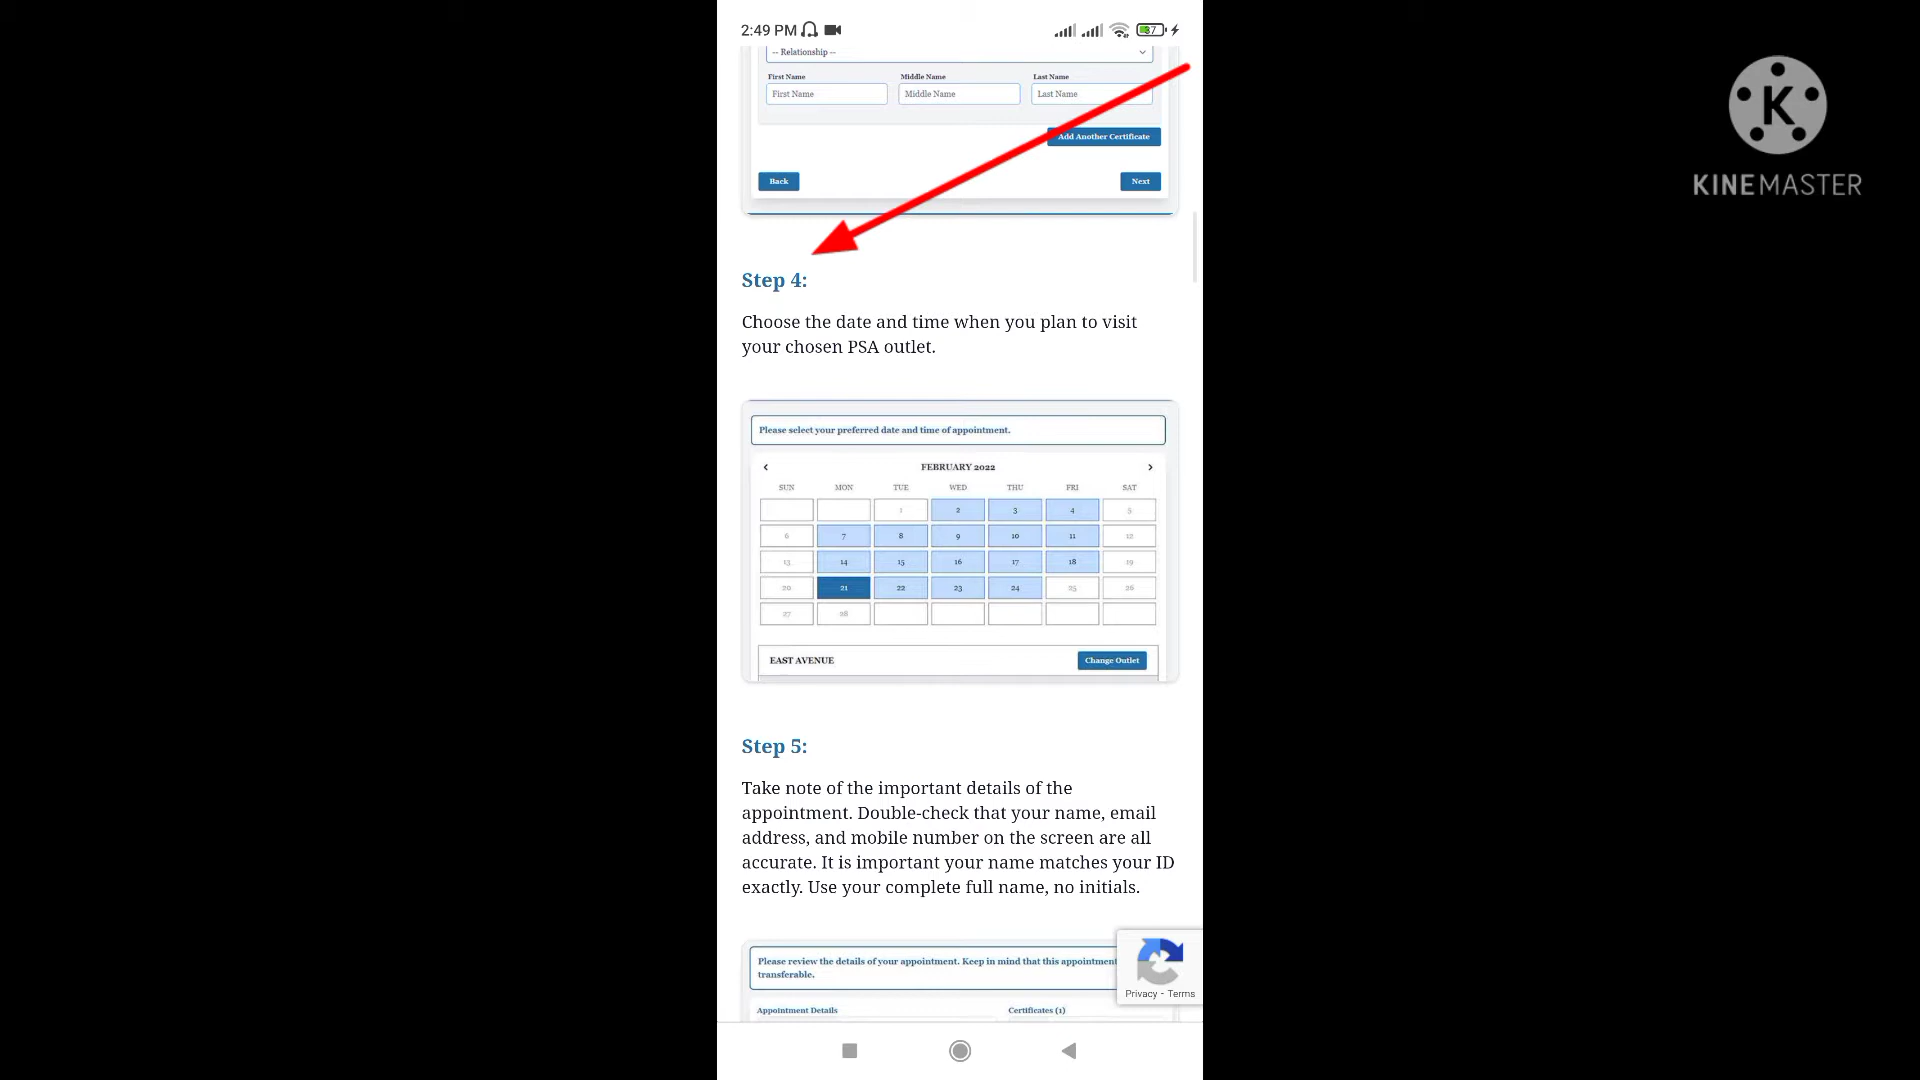 2:49 PM
37
KINEMASTER
-- Relationship --
First Name Middle Name Last Name
First Name Middle Name Last Name
Add Another Certificate
Back Next
Step 4:
Choose the date and time when you plan to visit
your chosen PSA outlet.
Please select your preferred date and time of appointment.
FEBRUARY 2022
SUN MON TUE WED THU FRI SAT
1 2 3 4 5
6 7 8 9 10 11 12
13 14 15 16 17 18 19
20 21 22 23 24 25 26
27 28
EAST AVENUE Change Outlet
Step 5:
Take note of the important details of the
appointment. Double-check that your name, email
address, and mobile number on the screen are all
accurate. It is important your name matches your ID
exactly. Use your complete full name, no initials.
Please review the details of your appointment. Keep in mind that this appointment
transferable.
Privacy - Terms
Appointment Details Certificates (1)